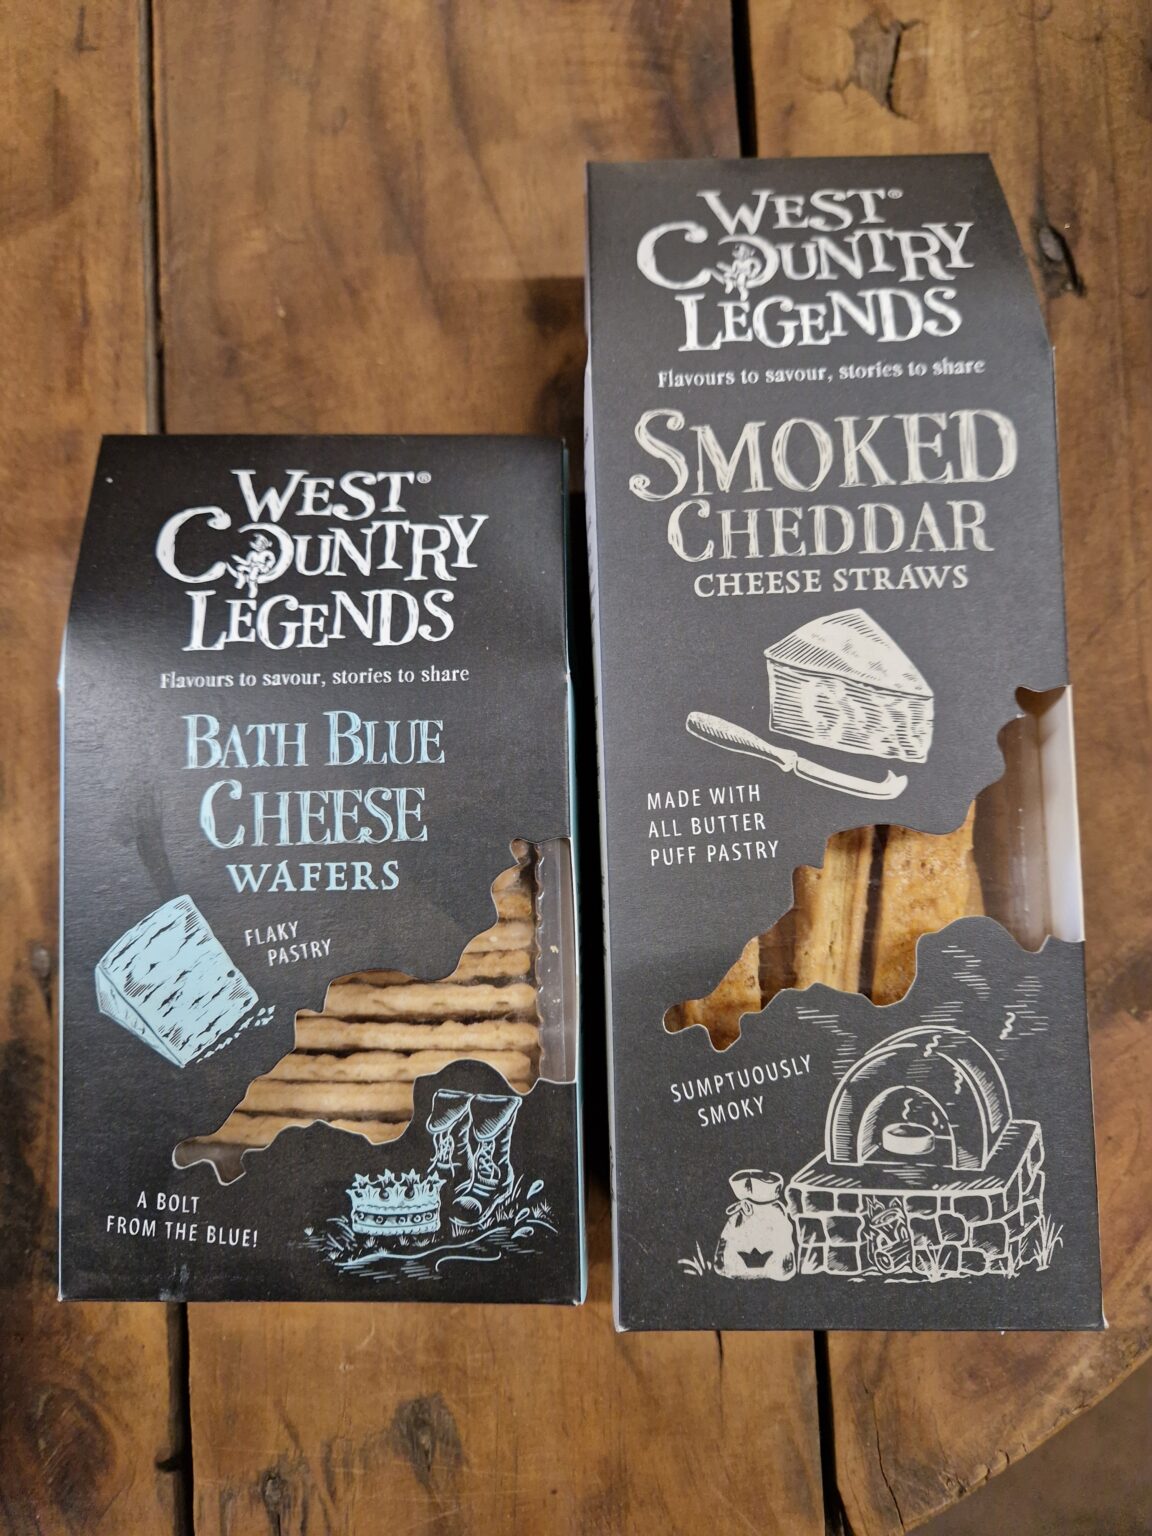 WEST®
COUNTRY
LEGENDS
Flavours to savour, stories to share
BATH BLUE
CHEESE
WAFERS
FLAKY
PASTRY
A BOLT
FROM THE BLUE!
WEST®
COUNTRY
LEGENDS
Flavours to savour, stories to share
SMOKED
CHEDDAR
CHEESE STRAWS
MADE WITH
ALL BUTTER
PUFF PASTRY
SUMPTUOUSLY
SMOKY